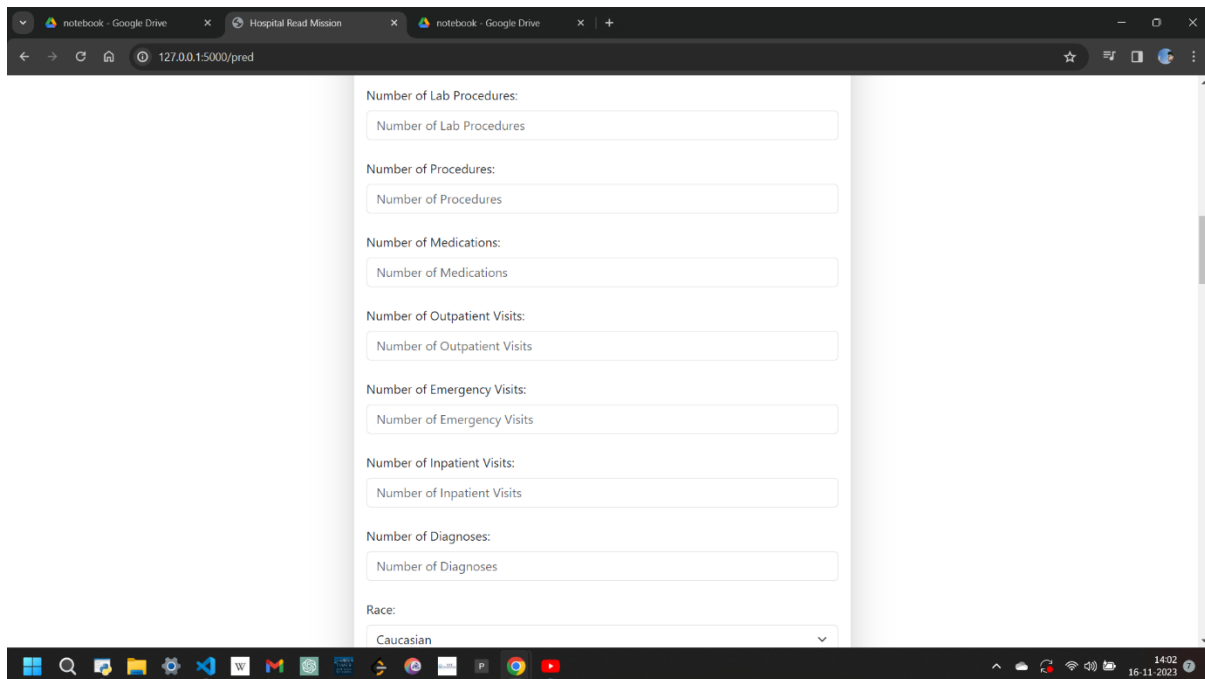 notebook - Google Drive
Hospital Read Mission
notebook - Google Drive
127.0.0.1:5000/pred
Number of Lab Procedures:
Number of Lab Procedures
Number of Procedures:
Number of Procedures
Number of Medications:
Number of Medications
Number of Outpatient Visits:
Number of Outpatient Visits
Number of Emergency Visits:
Number of Emergency Visits
Number of Inpatient Visits:
Number of Inpatient Visits
Number of Diagnoses:
Number of Diagnoses
Race:
Caucasian
W
P
14:02
16-11-2023
7